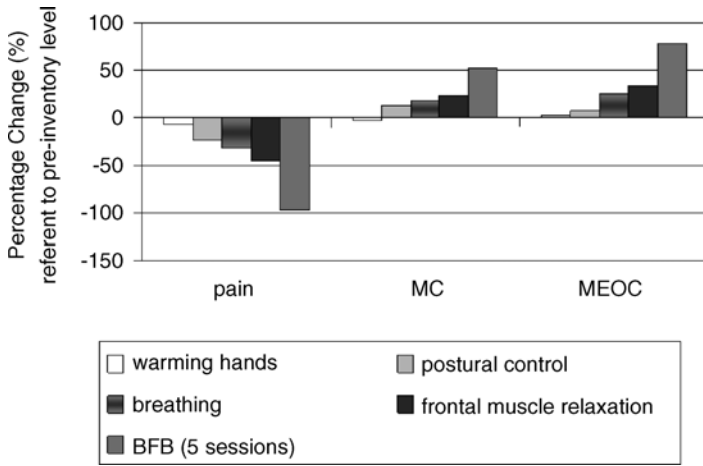 Percentage Change (%)
referent to pre-inventory level
100
50
0
-50
-100
-150
pain
MC
MEOC
warming hands
postural control
breathing
frontal muscle relaxation
BFB (5 sessions)